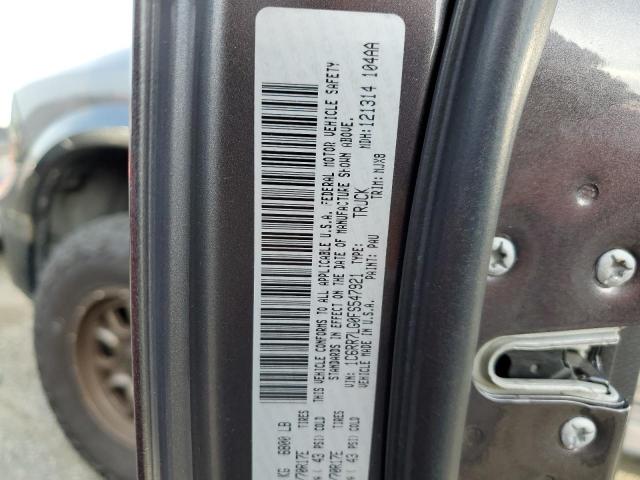 KG 6800 LB
70R17E TIRES
( 43 PSI) COLD
70R17E TIRES
( 43 PSI) COLD
THIS VEHICLE CONFORMS TO ALL APPLICABLE U.S.A. FEDERAL MOTOR VEHICLE SAFETY
STANDARDS IN EFFECT ON THE DATE OF MANUFACTURE SHOWN ABOVE.
VIN: 1C6RR7LG0FS547921 TYPE: TRUCK MDH: 121314 104AA
PAINT: PAU TRIM: MJX8
VEHICLE MADE IN U.S.A.